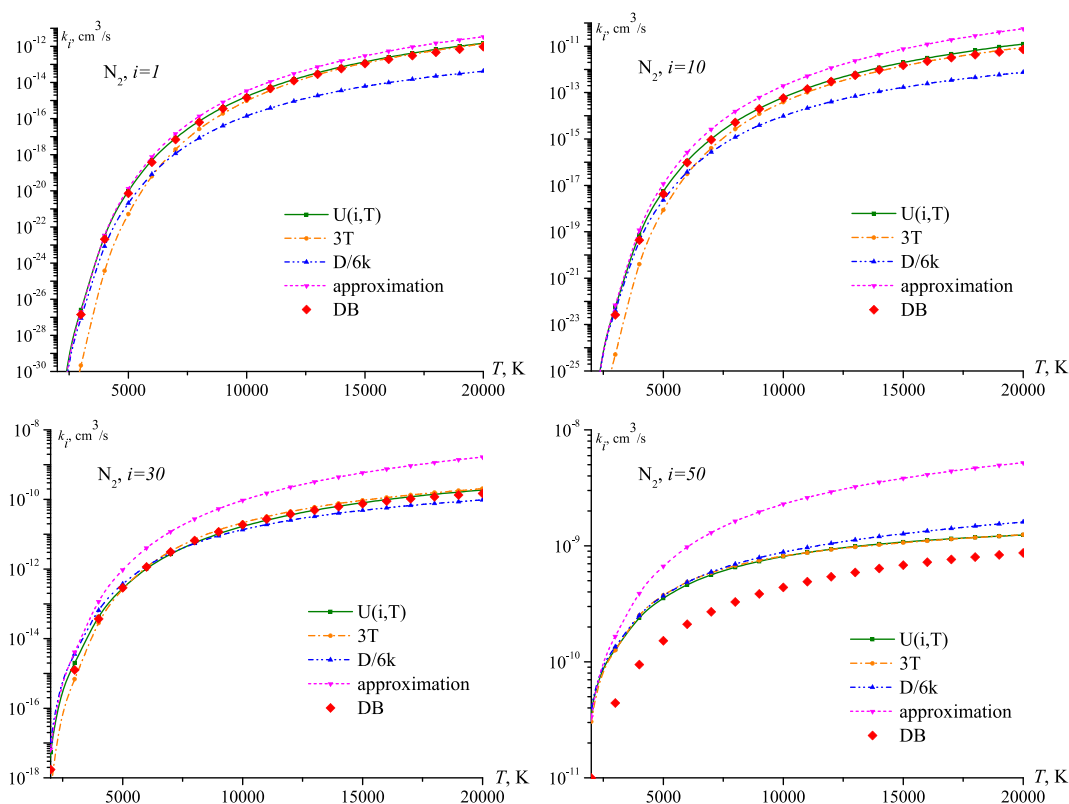 k_i, cm^3/s
N_2, i=1
10^-12
10^-14
10^-16
10^-18
10^-20
10^-22
10^-24
10^-26
10^-28
10^-30
U(i,T)
3T
D/6k
approximation
DB
5000 10000 15000 20000
T, K
k_i, cm^3/s
N_2, i=10
10^-11
10^-13
10^-15
10^-17
10^-19
10^-21
10^-23
10^-25
U(i,T)
3T
D/6k
approximation
DB
5000 10000 15000 20000
T, K
k_i, cm^3/s
N_2, i=30
10^-8
10^-10
10^-12
10^-14
10^-16
10^-18
U(i,T)
3T
D/6k
approximation
DB
5000 10000 15000 20000
T, K
k_i, cm^3/s
N_2, i=50
10^-8
10^-9
10^-10
10^-11
U(i,T)
3T
D/6k
approximation
DB
5000 10000 15000 20000
T, K